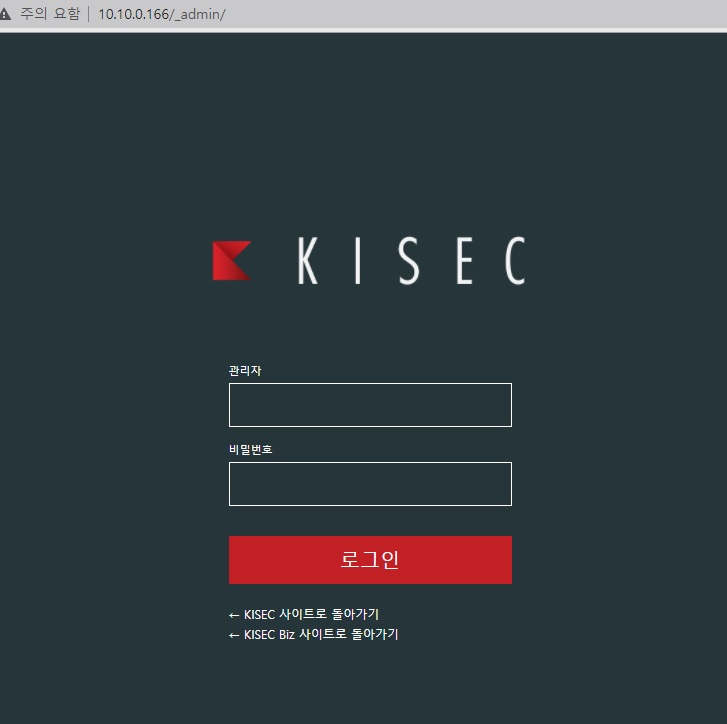 주의 요함 10.10.0.166/_admin/
KISEC
관리자
비밀번호
로그인
← KISEC 사이트로 돌아가기
← KISEC Biz 사이트로 돌아가기